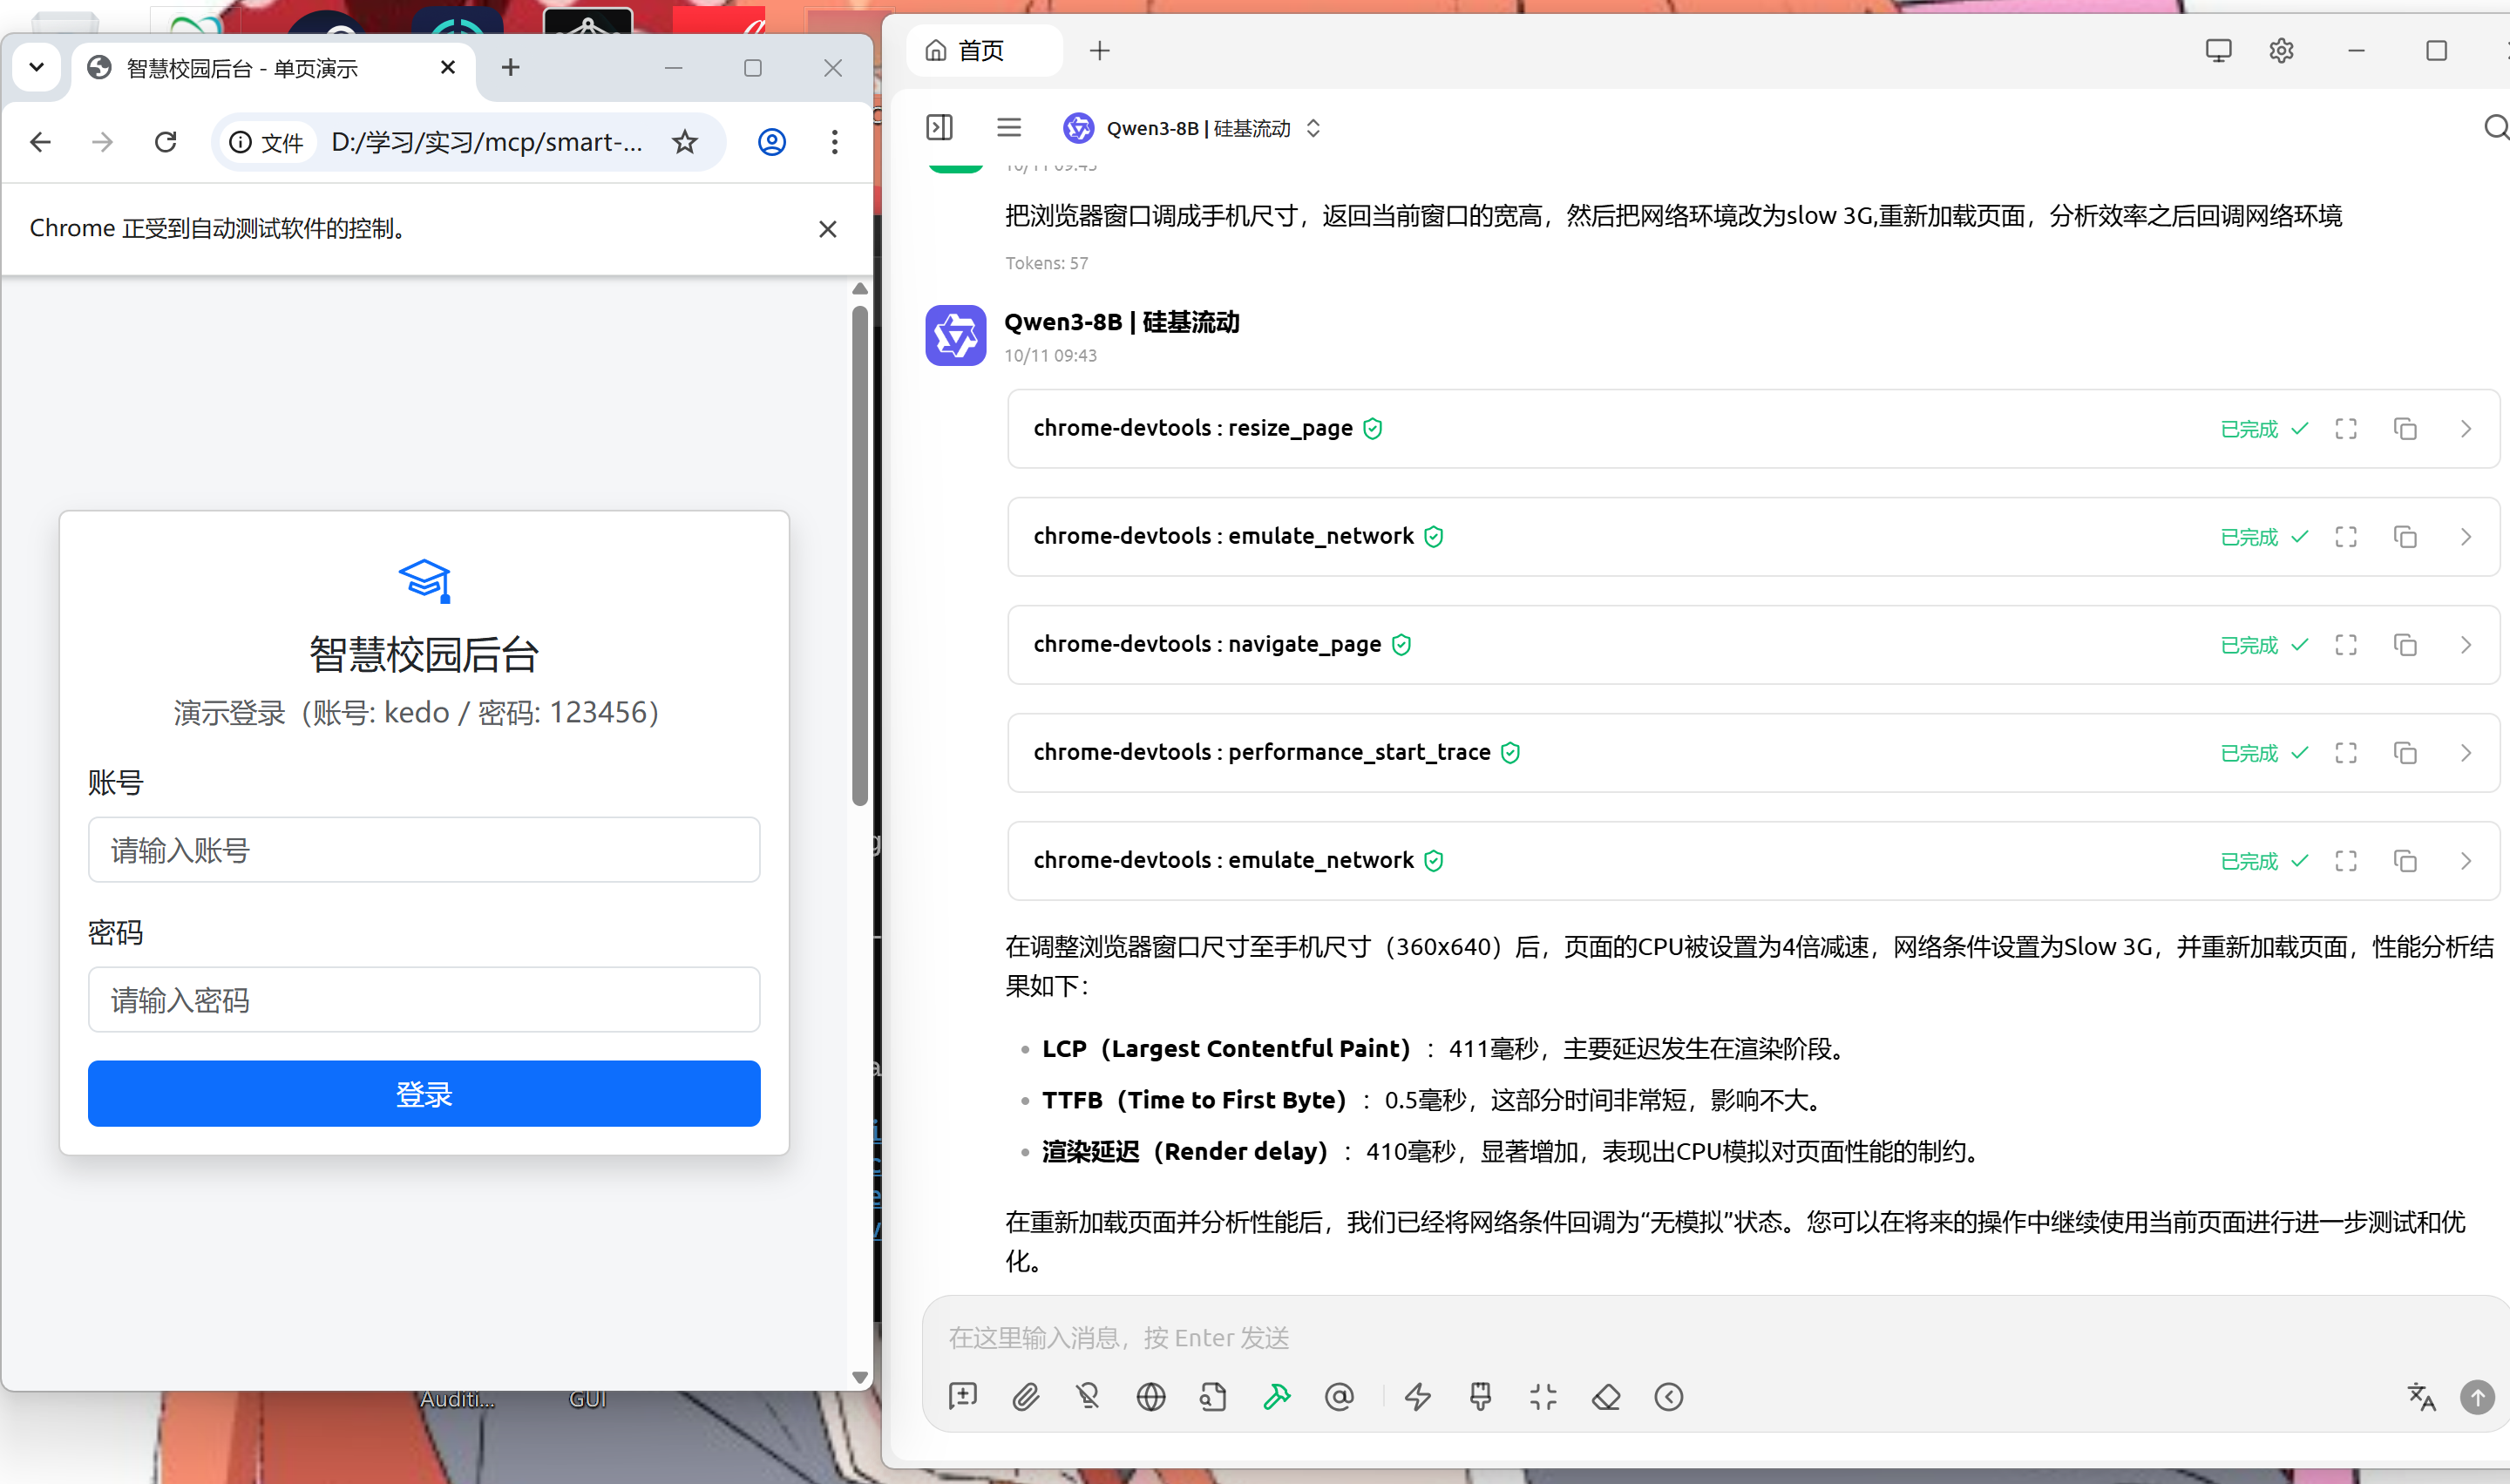 智慧校园后台 - 单页演示
文件
D:/学习/实习/mcp/smart-...
Chrome 正受到自动测试软件的控制。
智慧校园后台
演示登录（账号: kedo / 密码: 123456）
账号
请输入账号
密码
请输入密码
登录
Auditi...
GUI
首页
Qwen3-8B | 硅基流动
10/11 09:43
把浏览器窗口调成手机尺寸，返回当前窗口的宽高，然后把网络环境改为slow 3G,重新加载页面，分析效率之后回调网络环境
Tokens: 57
Qwen3-8B | 硅基流动
10/11 09:43
chrome-devtools : resize_page 已完成
chrome-devtools : emulate_network 已完成
chrome-devtools : navigate_page 已完成
chrome-devtools : performance_start_trace 已完成
chrome-devtools : emulate_network 已完成
在调整浏览器窗口尺寸至手机尺寸（360x640）后，页面的CPU被设置为4倍减速，网络条件设置为Slow 3G，并重新加载页面，性能分析结
果如下：
LCP（Largest Contentful Paint）：411毫秒，主要延迟发生在渲染阶段。
TTFB（Time to First Byte）：0.5毫秒，这部分时间非常短，影响不大。
渲染延迟（Render delay）：410毫秒，显著增加，表现出CPU模拟对页面性能的制约。
在重新加载页面并分析性能后，我们已经将网络条件回调为“无模拟”状态。您可以在将来的操作中继续使用当前页面进行进一步测试和优
化。
在这里输入消息，按 Enter 发送